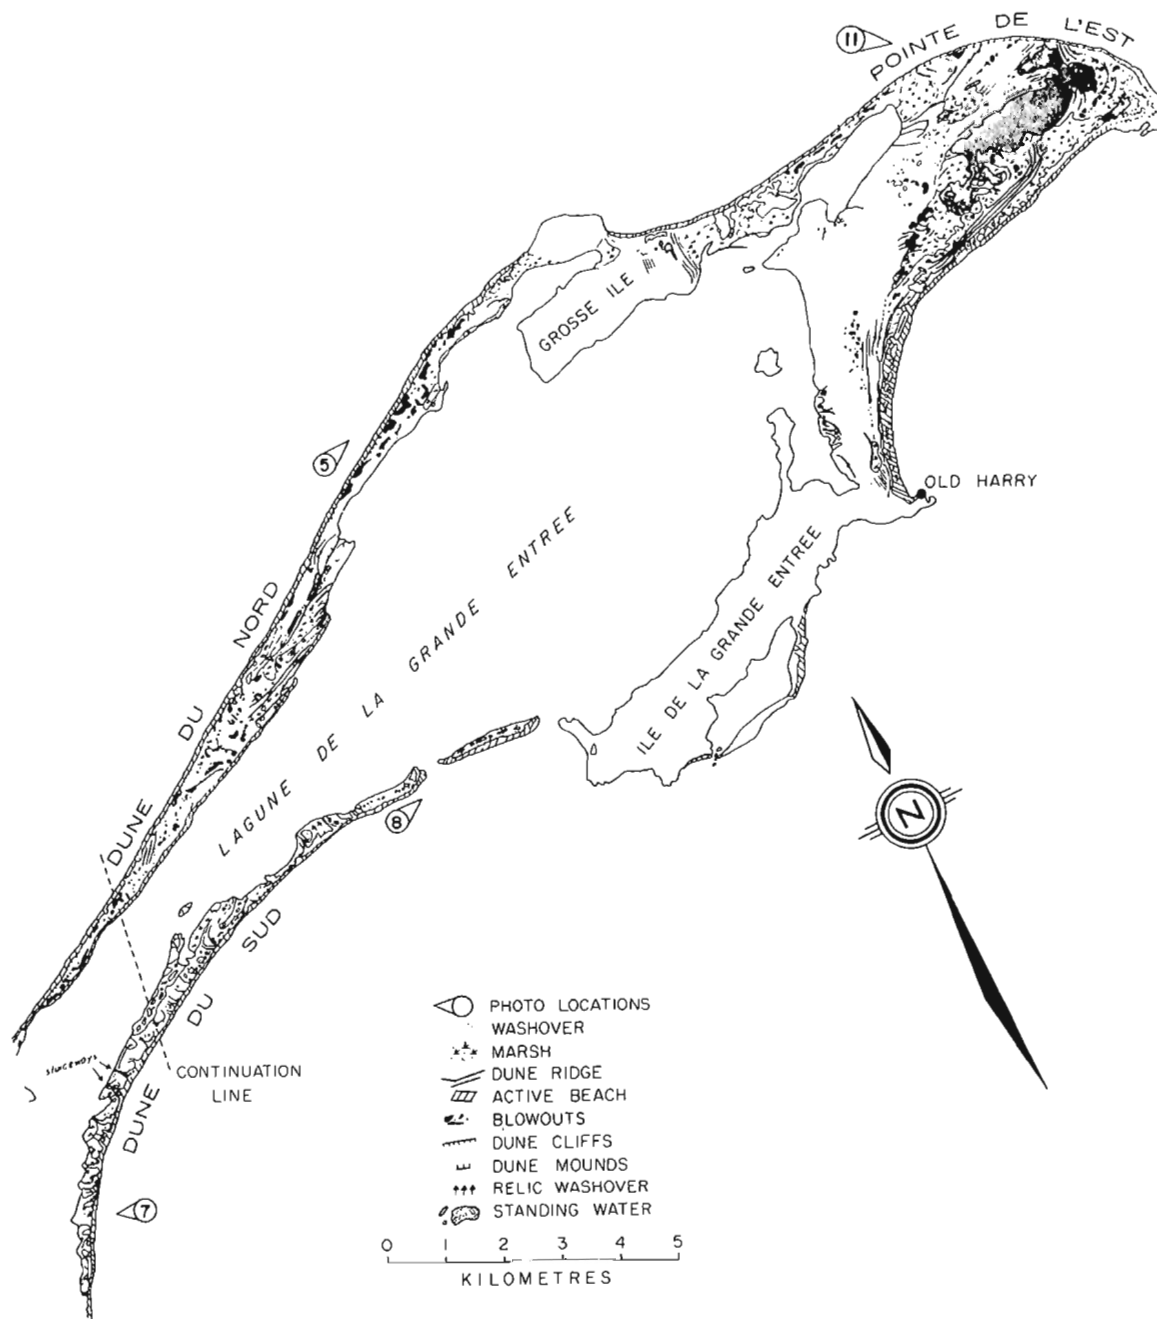 11
POINTE DE L'EST
GROSSE ILE
5
OLD HARRY
LAGUNE DE LA GRANDE ENTREE
ILE DE LA GRANDE ENTREE
DUNE DU NORD
8
N
DUNE DU SUD
sluiceways
CONTINUATION
LINE
7
PHOTO LOCATIONS
WASHOVER
MARSH
DUNE RIDGE
ACTIVE BEACH
BLOWOUTS
DUNE CLIFFS
DUNE MOUNDS
RELIC WASHOVER
STANDING WATER
0 1 2 3 4 5
KILOMETRES